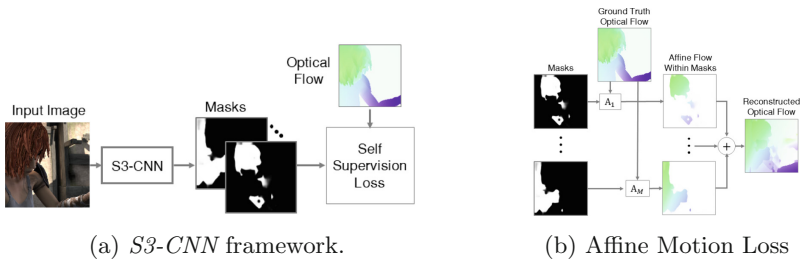 Input Image
S3-CNN
Masks
Optical
Flow
Self
Supervision
Loss
(a) S3-CNN framework.
Ground Truth
Optical Flow
Masks
A1
AM
Affine Flow
Within Masks
+
Reconstructed
Optical Flow
(b) Affine Motion Loss